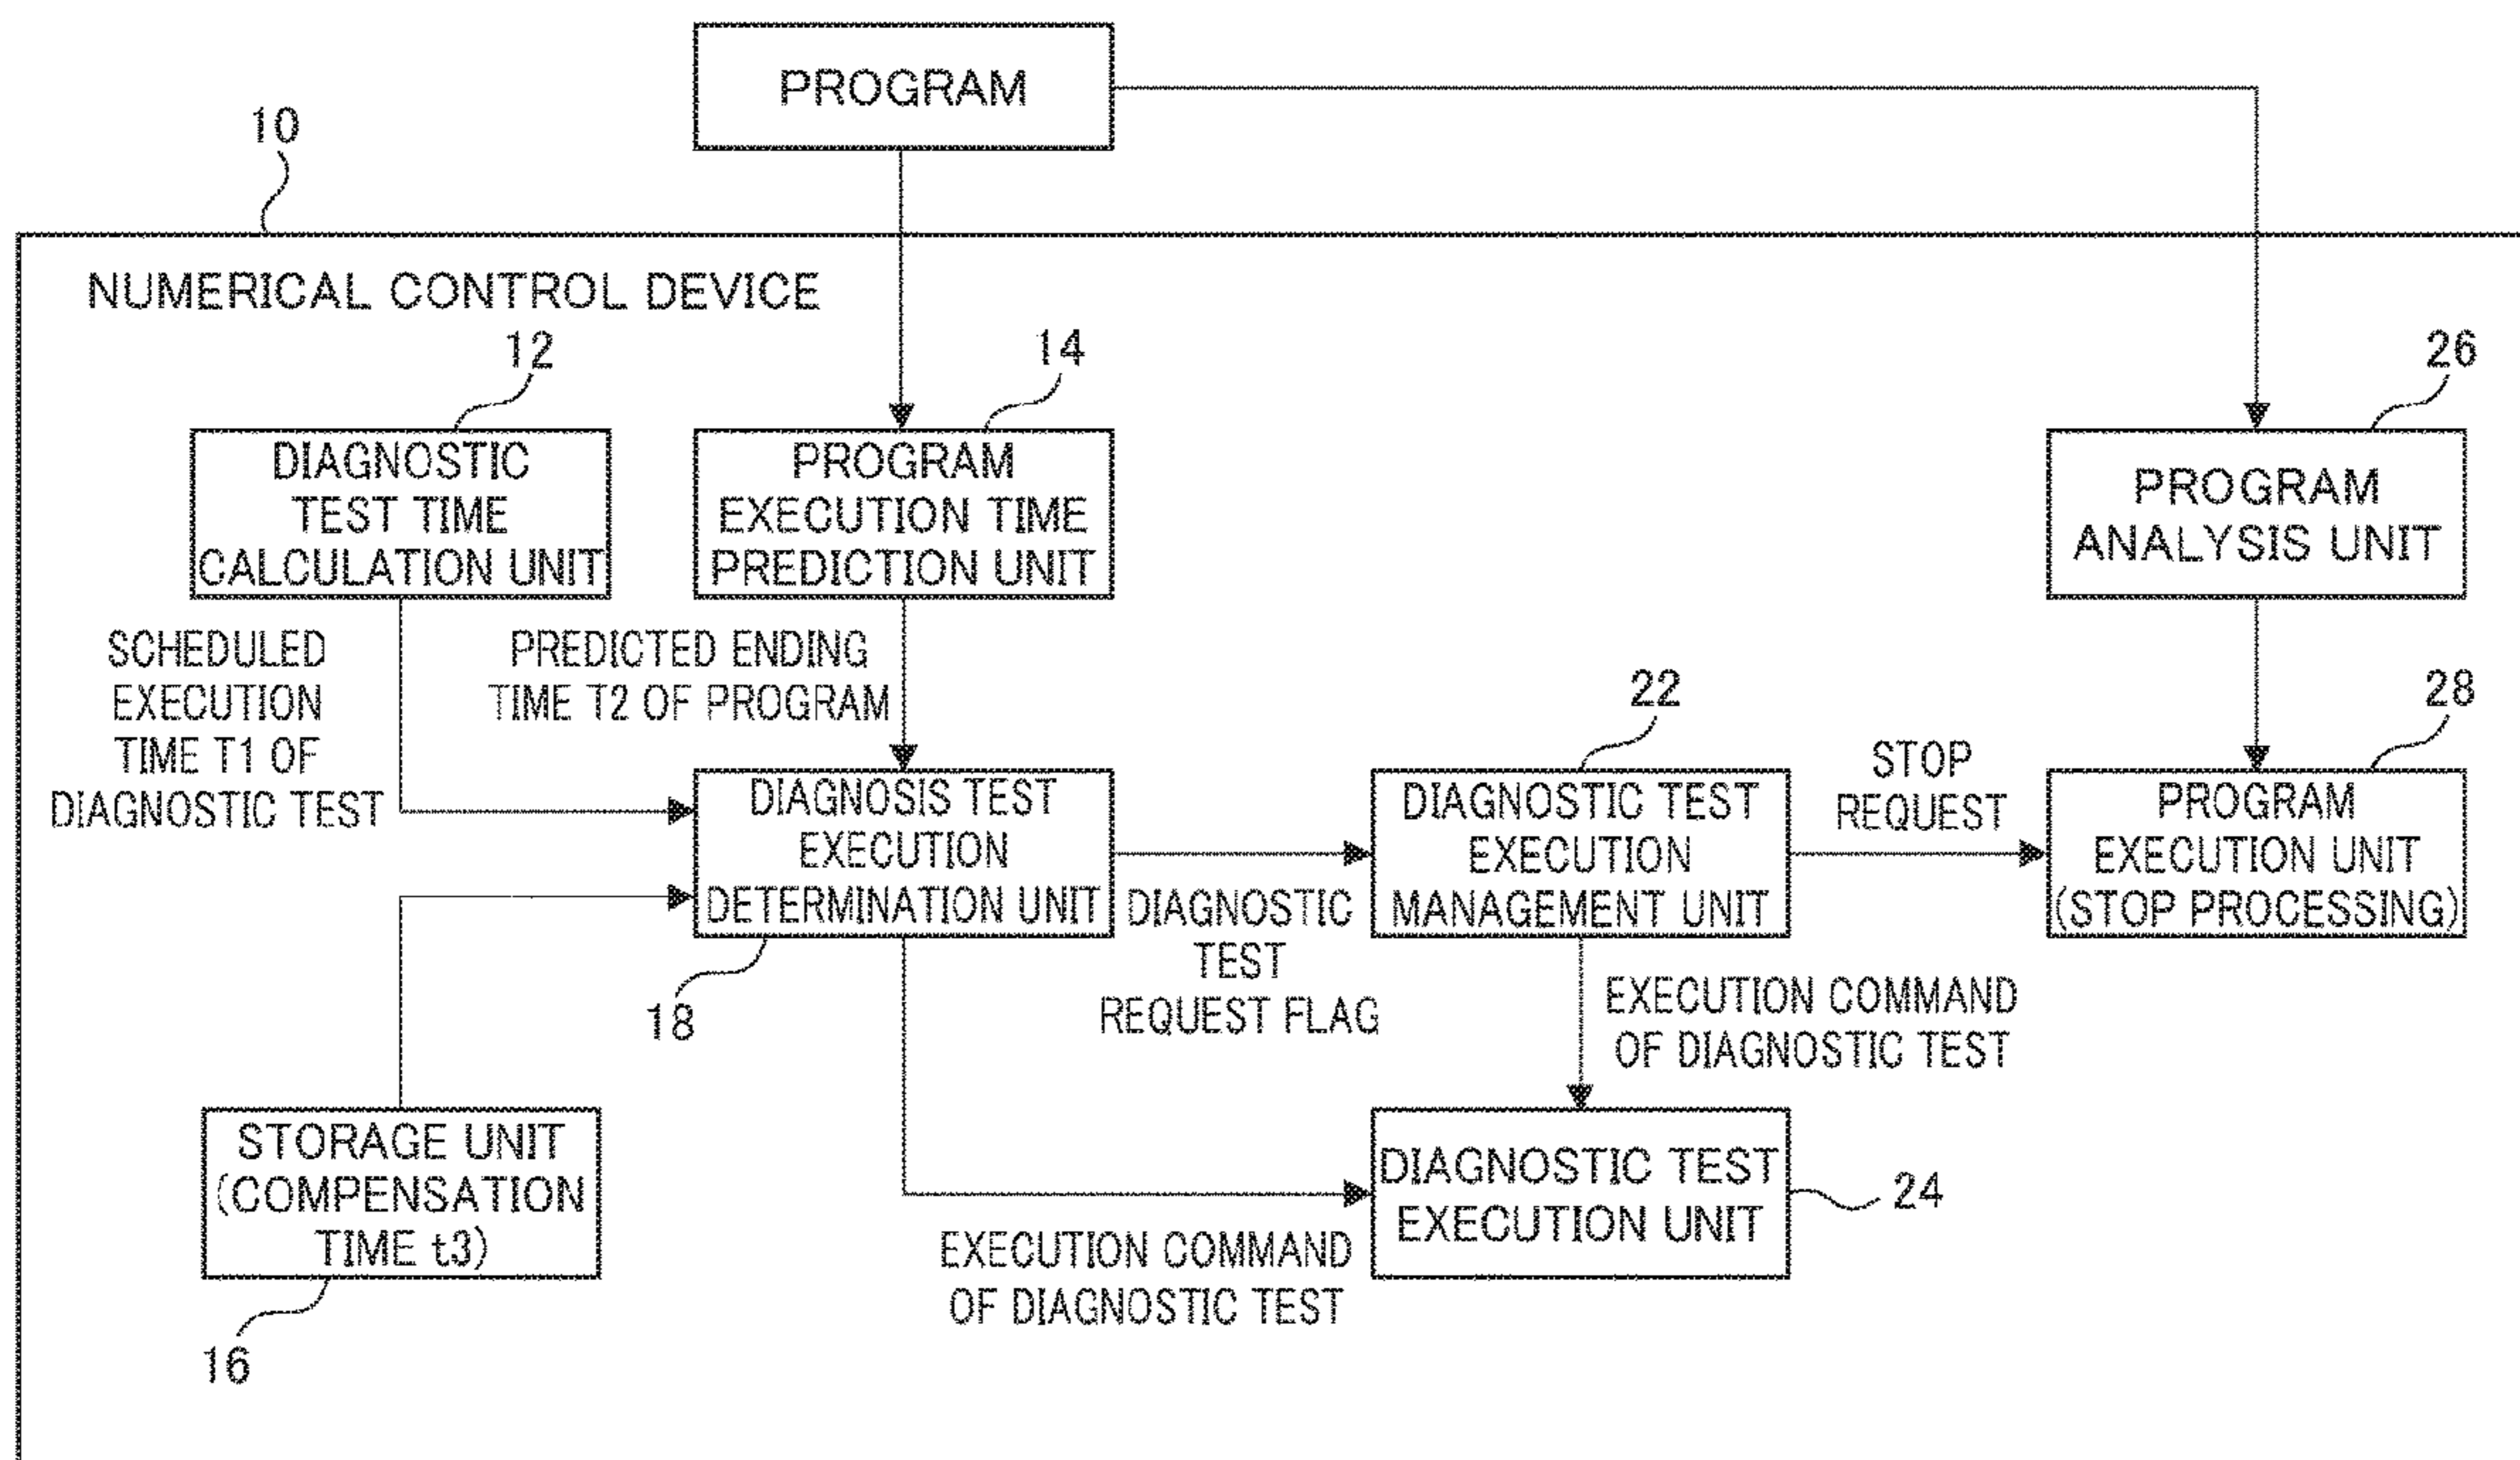 PROGRAM
10
NUMERICAL CONTROL DEVICE
12
14
26
DIAGNOSTIC
TEST TIME
CALCULATION UNIT
PROGRAM
EXECUTION TIME
PREDICTION UNIT
PROGRAM
ANALYSIS UNIT
SCHEDULED
EXECUTION
TIME T1 OF
DIAGNOSTIC TEST
PREDICTED ENDING
TIME T2 OF PROGRAM
22
28
STOP
REQUEST
DIAGNOSIS TEST
EXECUTION
DETERMINATION UNIT
DIAGNOSTIC TEST
EXECUTION
MANAGEMENT UNIT
PROGRAM
EXECUTION UNIT
(STOP PROCESSING)
DIAGNOSTIC
TEST
REQUEST FLAG
18
EXECUTION COMMAND
OF DIAGNOSTIC TEST
STORAGE UNIT
(COMPENSATION
TIME t3)
DIAGNOSTIC TEST
EXECUTION UNIT
24
EXECUTION COMMAND
OF DIAGNOSTIC TEST
16